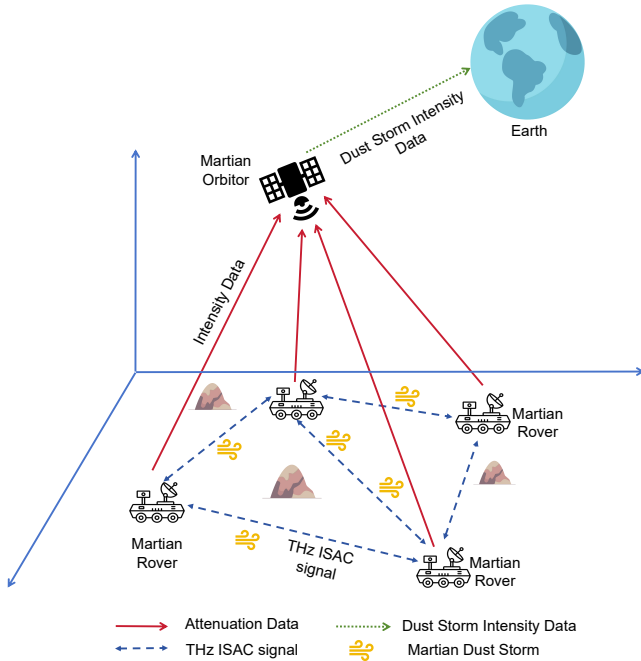 Earth
Dust Storm Intensity
Data
Martian
Orbitor
Intensity Data
Martian
Rover
Martian
Rover
THz ISAC
signal
Martian
Rover
Attenuation Data
Dust Storm Intensity Data
THz ISAC signal
Martian Dust Storm